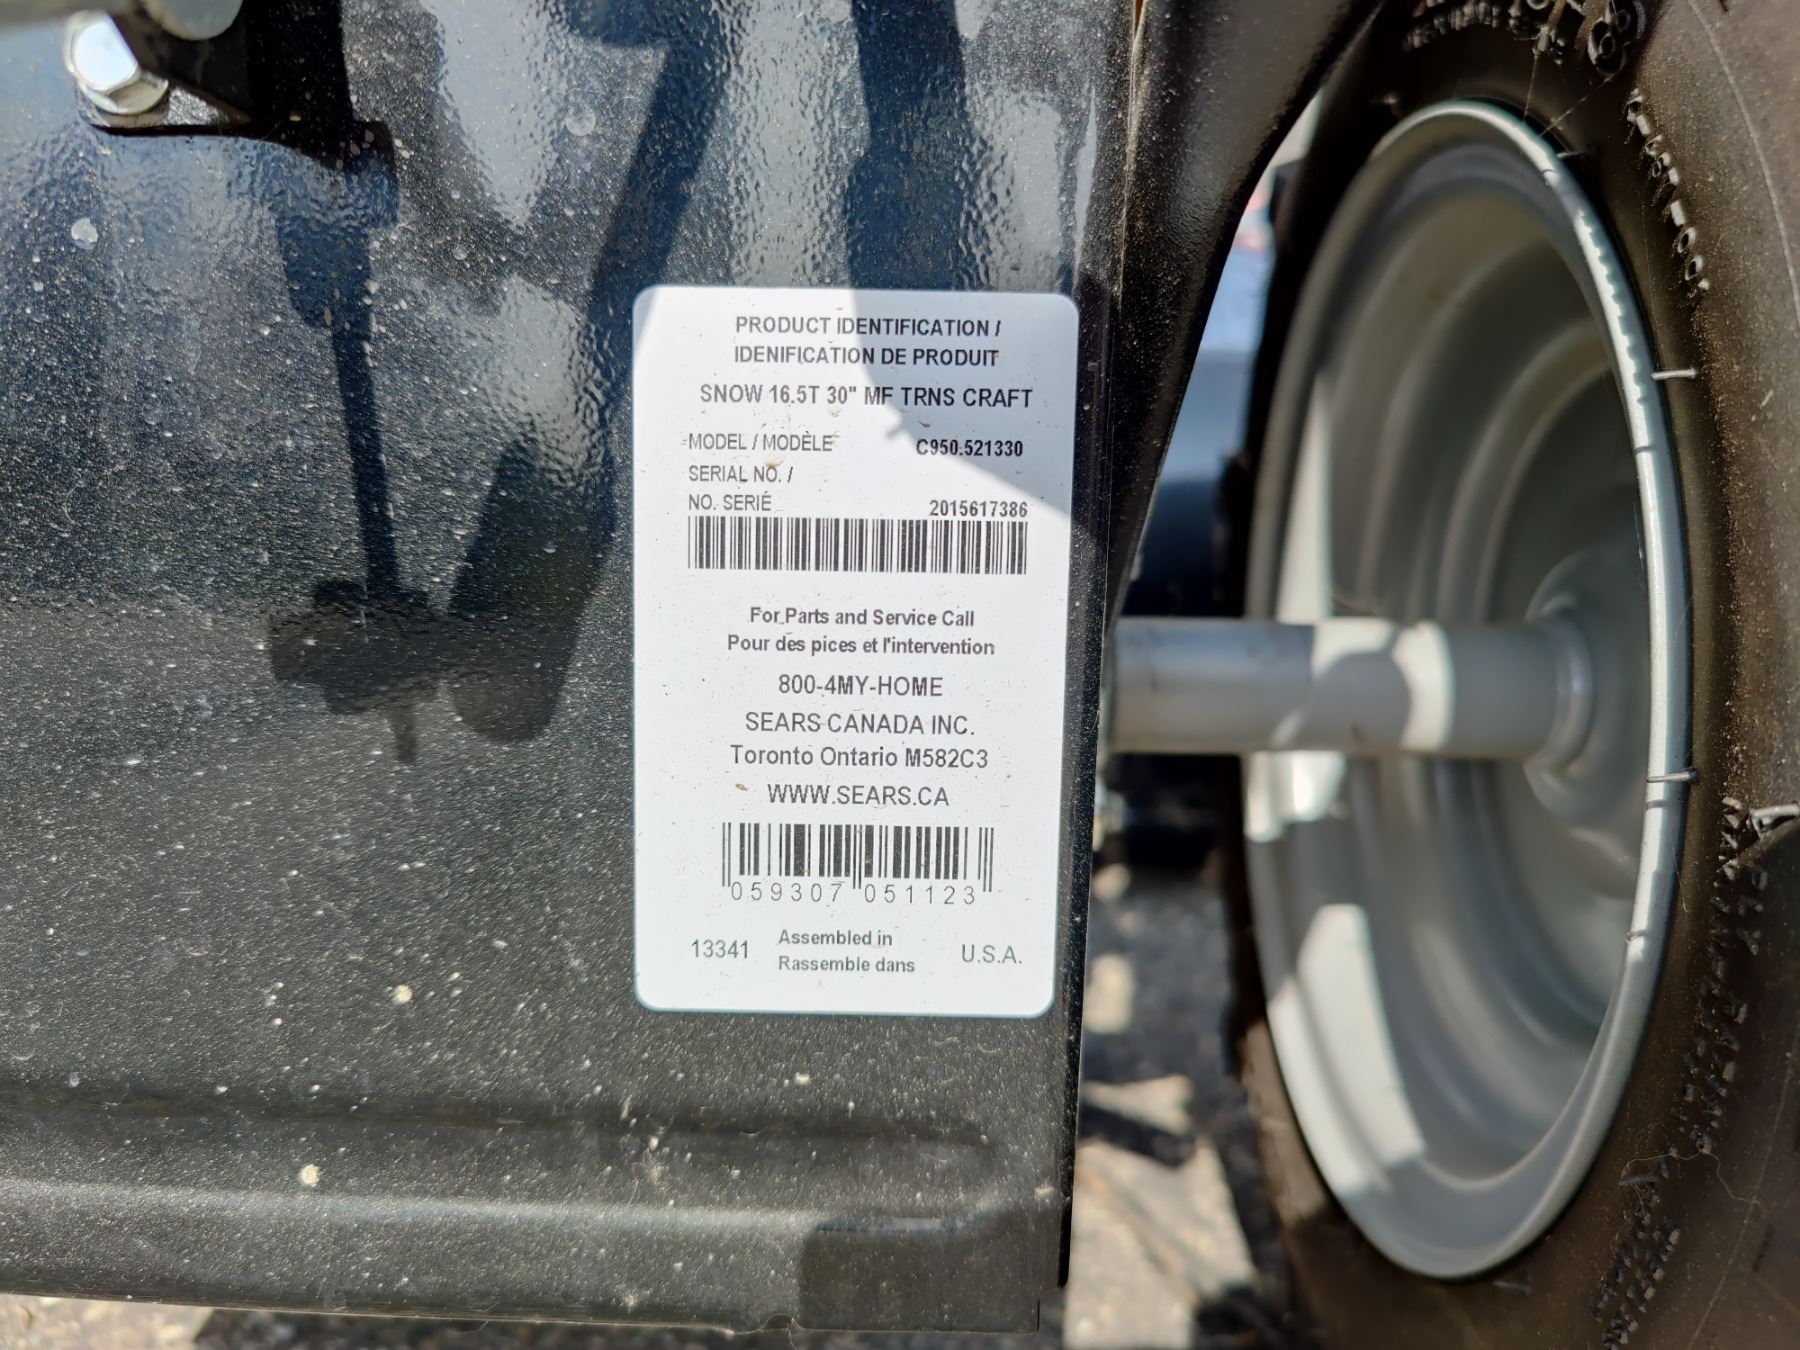 PRODUCT IDENTIFICATION /
IDENIFICATION DE PRODUIT
SNOW 16.5T 30" MF TRNS CRAFT
MODEL / MODÈLE C950.521330
SERIAL NO. /
NO. SERIÉ 2015617386
For Parts and Service Call
Pour des pices et l'intervention
800-4MY-HOME
SEARS CANADA INC.
Toronto Ontario M582C3
WWW.SEARS.CA
059307 051123
13341 Assembled in U.S.A.
Rassemble dans